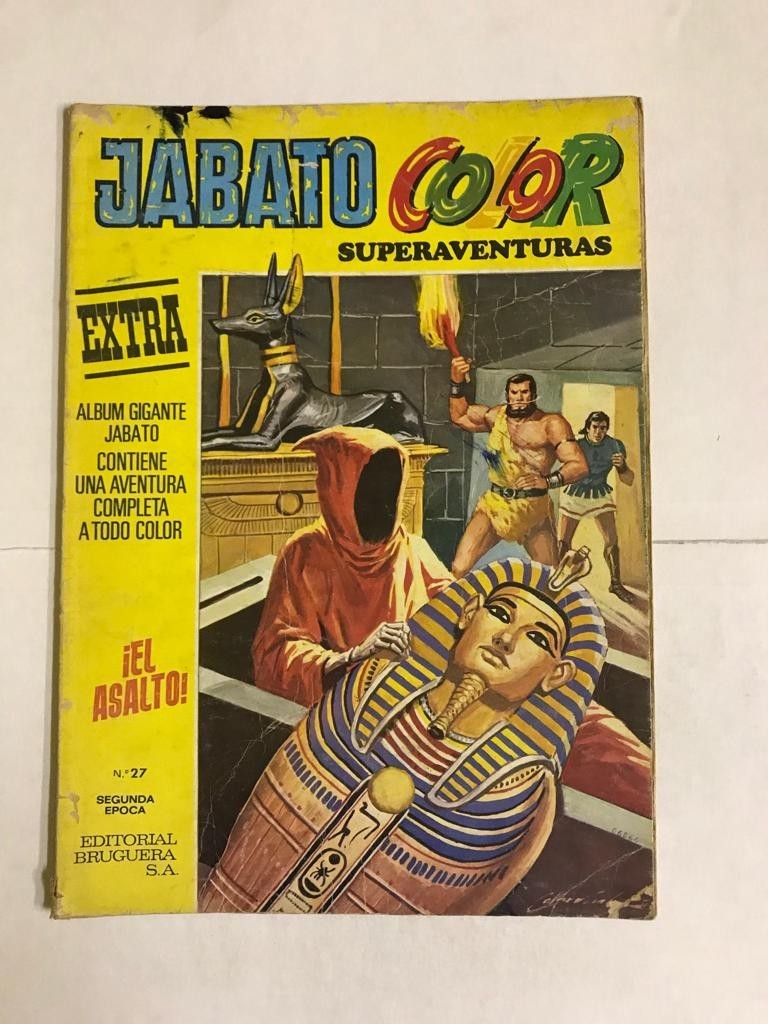 JABATO COLOR
SUPERAVENTURAS
EXTRA
ALBUM GIGANTE
JABATO
CONTIENE
UNA AVENTURA
COMPLETA
A TODO COLOR
¡EL
ASALTO!
N.º 27
SEGUNDA
EPOCA
EDITORIAL
BRUGUERA
S.A.